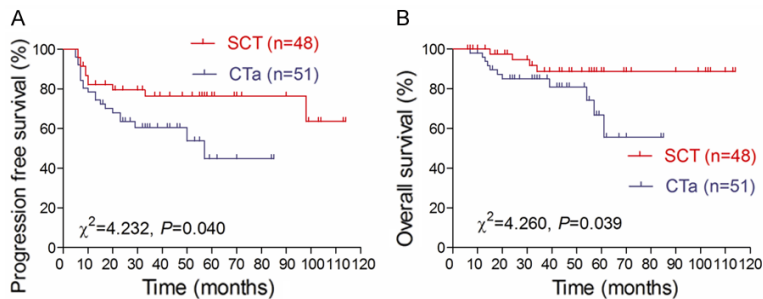 A
Progression free survival (%)
100
80
60
40
20
0
SCT (n=48)
CTa (n=51)
χ²=4.232, P=0.040
0 10 20 30 40 50 60 70 80 90 100 110 120
Time (months)
B
Overall survival (%)
100
80
60
40
20
0
SCT (n=48)
CTa (n=51)
χ²=4.260, P=0.039
0 10 20 30 40 50 60 70 80 90 100 110 120
Time (months)